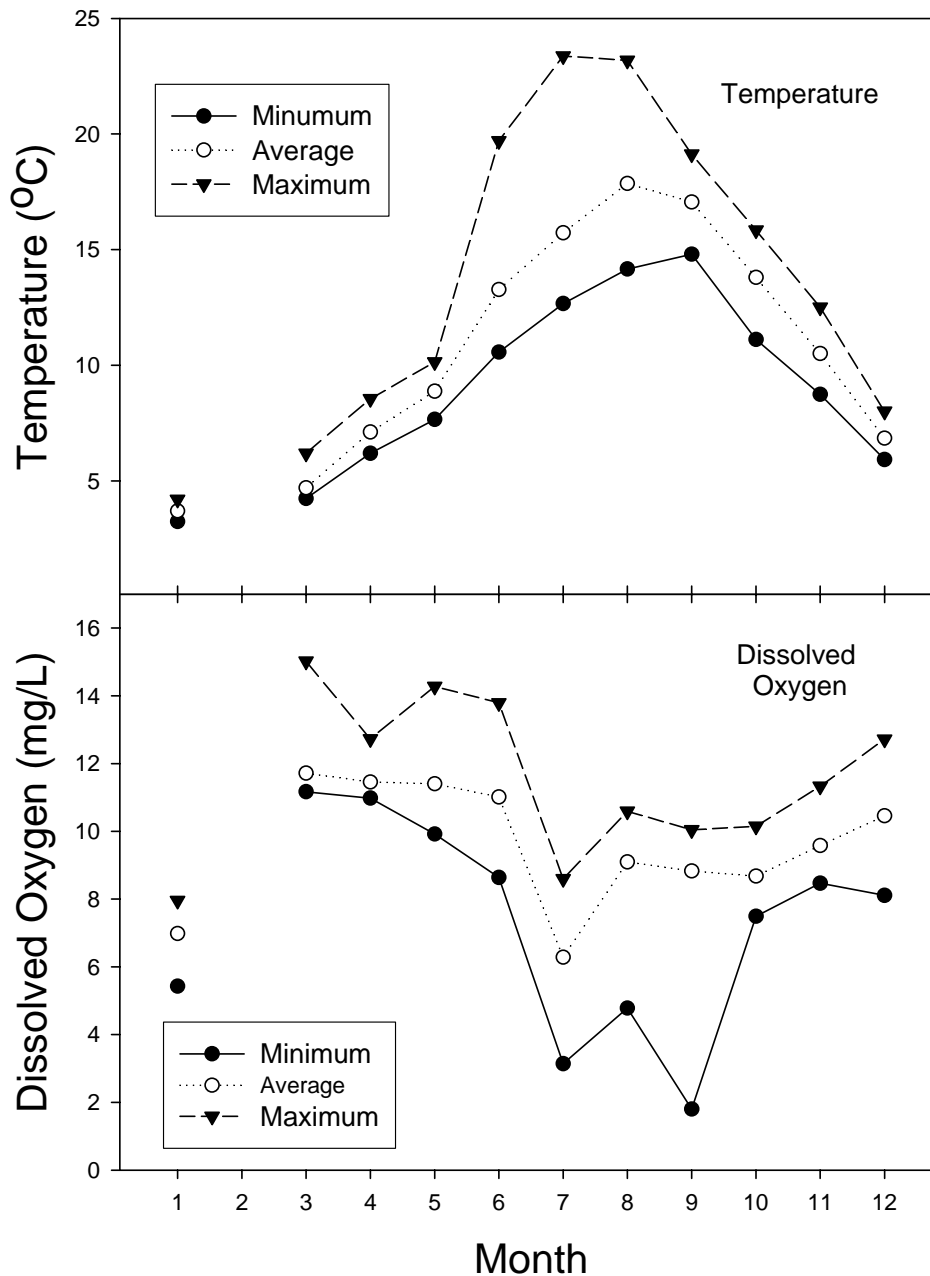 25
20
15
10
5
Temperature (ºC)
Temperature
Minumum
Average
Maximum
16
14
12
10
8
6
4
2
0
Dissolved Oxygen (mg/L)
Dissolved
Oxygen
Minimum
Average
Maximum
1 2 3 4 5 6 7 8 9 10 11 12
Month